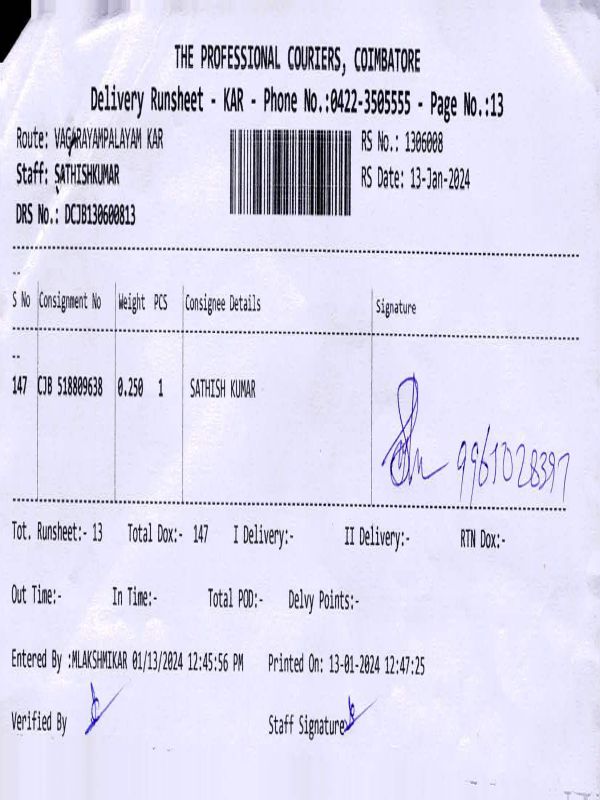 THE PROFESSIONAL COURIERS, COIMBATORE
Delivery Runsheet - KAR - Phone No.:0422-3505555 - Page No.:13
Route: VAGARAYAMPALAYAM KAR
RS No.: 1306008
Staff: SATHISHKUMAR
RS Date: 13-Jan-2024
DRS No.: DCJB130600813
--
S No Consignment No Weight PCS Consignee Details Signature
--
147 CJB 518809638 0.250 1 SATHISH KUMAR
9961028397
Tot. Runsheet:- 13 Total Dox:- 147 I Delivery:- II Delivery:- RTN Dox:-
Out Time:- In Time:- Total POD:- Delvy Points:-
Entered By :MLAKSHMIKAR 01/13/2024 12:45:56 PM Printed On: 13-01-2024 12:47:25
Verified By Staff Signature